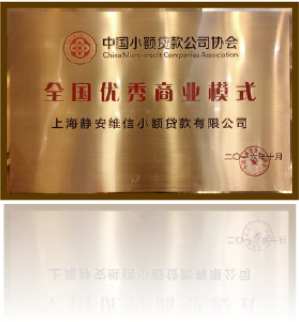 中国小额贷款公司协会
China Micro-credit Companies Association
全国优秀商业模式
上海静安维信小额贷款有限公司
二〇一六年十月